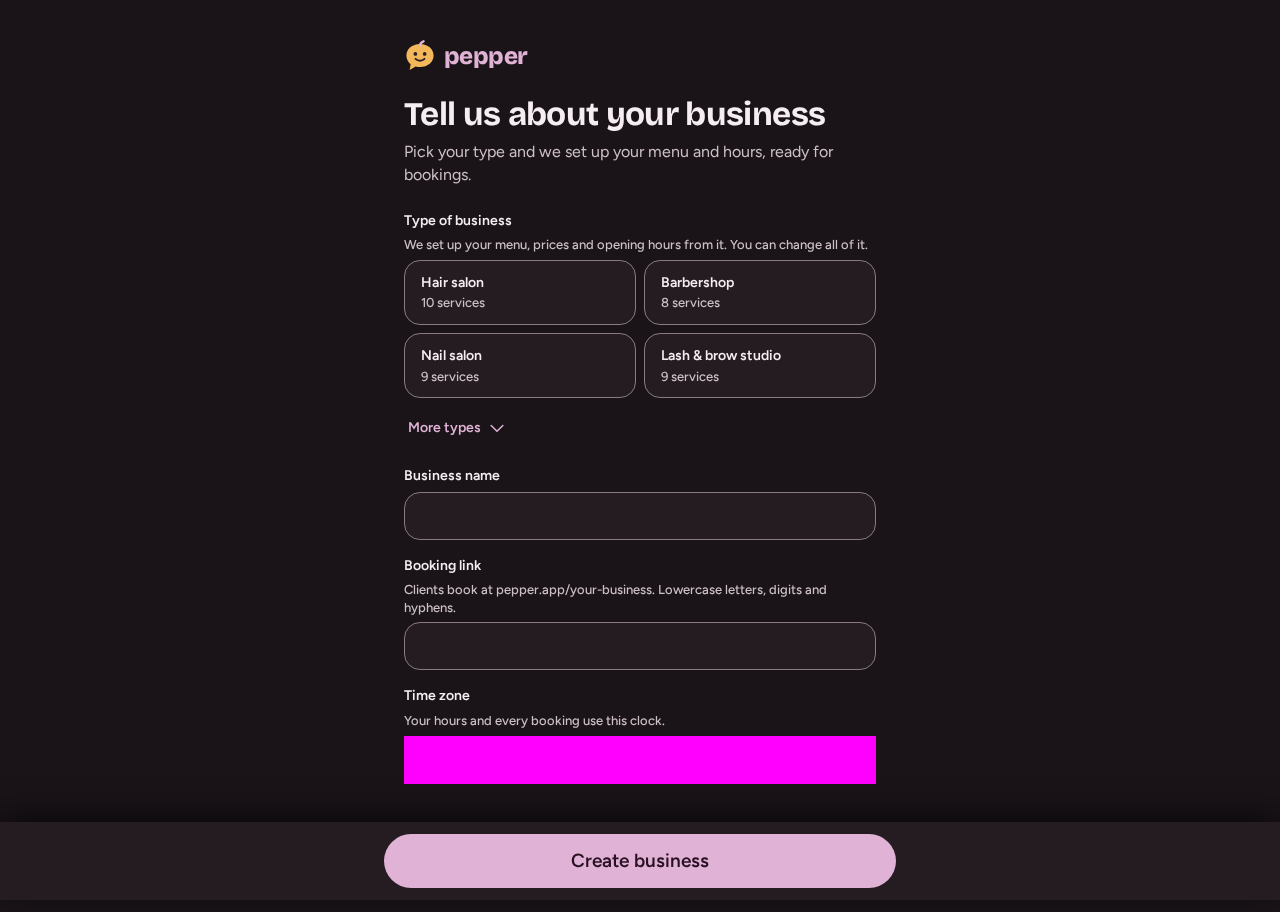 pepper
Tell us about your business
Pick your type and we set up your menu and hours, ready for
bookings.
Type of business
We set up your menu, prices and opening hours from it. You can change all of it.
Hair salon
10 services
Barbershop
8 services
Nail salon
9 services
Lash & brow studio
9 services
More types
Business name
Booking link
Clients book at pepper.app/your-business. Lowercase letters, digits and
hyphens.
Time zone
Your hours and every booking use this clock.
Create business